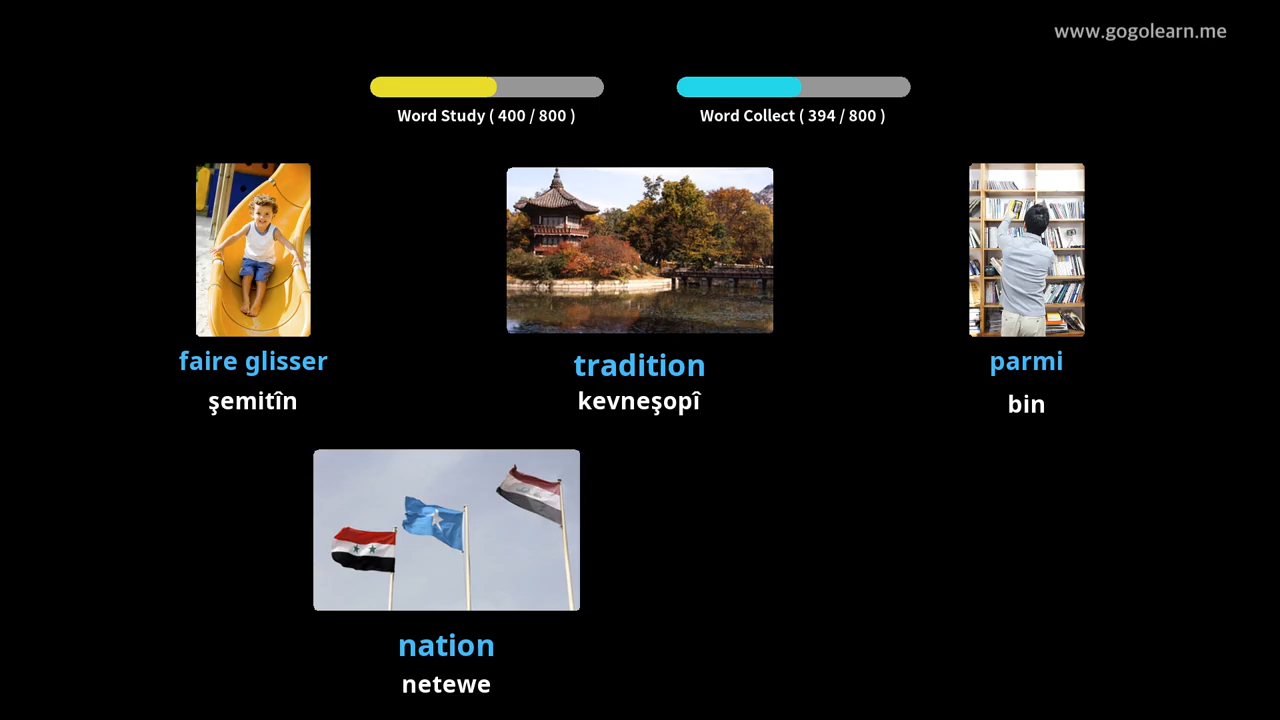 www.gogolearn.me
Word Study ( 400 / 800 )
Word Collect ( 394 / 800 )
faire glisser
şemitîn
tradition
kevneşopî
parmi
bin
nation
netewe